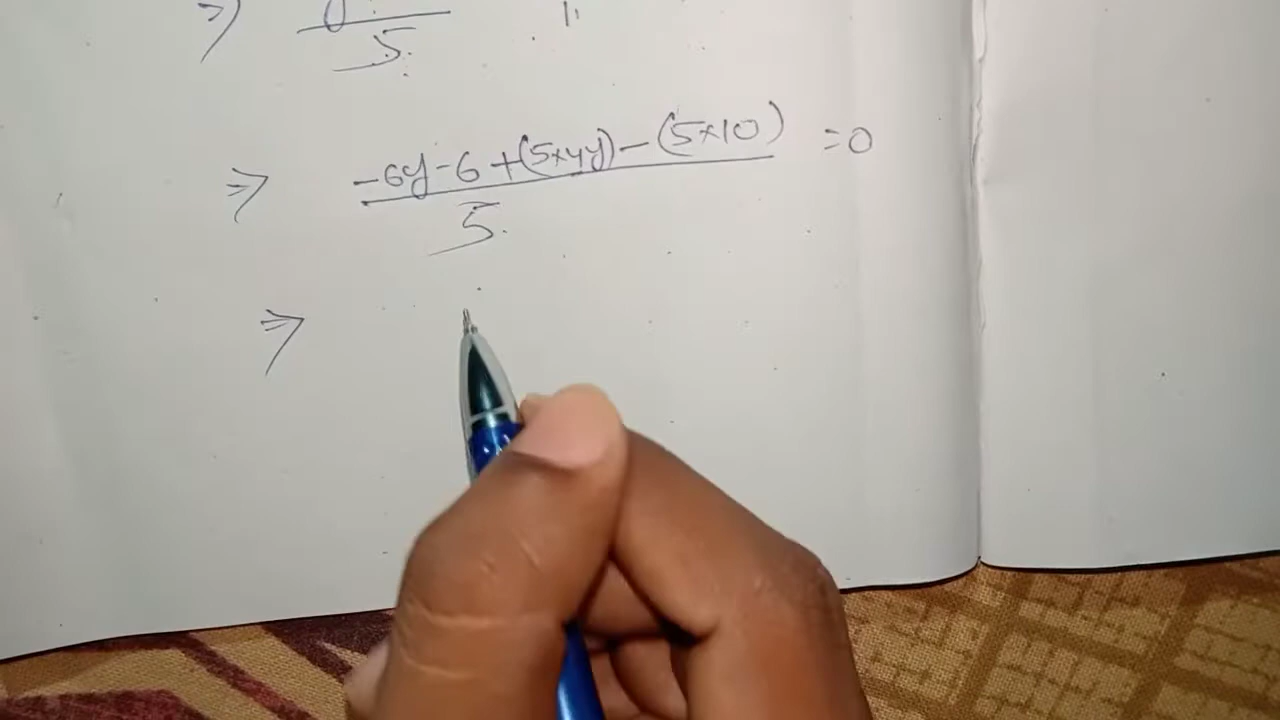 ⇒ 5.
⇒ -6y-6+(5×4y)-(5×10) =0
5.
⇒